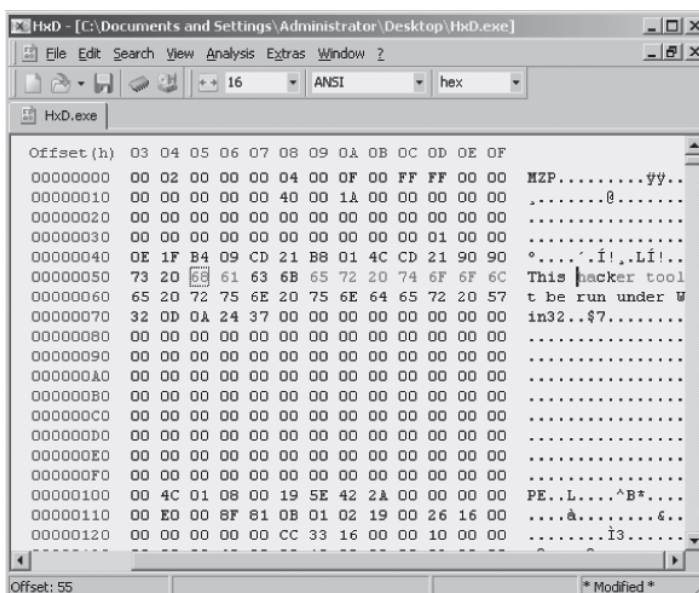 HxD - [C:\Documents and Settings\Administrator\Desktop\HxD.exe]
File Edit Search View Analysis Extras Window ?
16 ANSI hex
HxD.exe
Offset(h) 03 04 05 06 07 08 09 0A 0B 0C 0D 0E 0F
00000000 00 02 00 00 00 04 00 0F 00 FF FF 00 00 MZP.........ÿÿ..
00000010 00 00 00 00 00 40 00 1A 00 00 00 00 00 ¸.......@.......
00000020 00 00 00 00 00 00 00 00 00 00 00 00 00 ................
00000030 00 00 00 00 00 00 00 00 00 00 01 00 00 ................
00000040 0E 1F B4 09 CD 21 B8 01 4C CD 21 90 90 º....´.Í!¸.LÍ!..
00000050 73 20 68 61 63 6B 65 72 20 74 6F 6F 6C This hacker tool
00000060 65 20 72 75 6E 20 75 6E 64 65 72 20 57 t be run under W
00000070 32 0D 0A 24 37 00 00 00 00 00 00 00 00 in32..$7........
00000080 00 00 00 00 00 00 00 00 00 00 00 00 00 ................
00000090 00 00 00 00 00 00 00 00 00 00 00 00 00 ................
000000A0 00 00 00 00 00 00 00 00 00 00 00 00 00 ................
000000B0 00 00 00 00 00 00 00 00 00 00 00 00 00 ................
000000C0 00 00 00 00 00 00 00 00 00 00 00 00 00 ................
000000D0 00 00 00 00 00 00 00 00 00 00 00 00 00 ................
000000E0 00 00 00 00 00 00 00 00 00 00 00 00 00 ................
000000F0 00 00 00 00 00 00 00 00 00 00 00 00 00 ................
00000100 00 4C 01 08 00 19 5E 42 2A 00 00 00 00 PE..L....^B*....
00000110 00 E0 00 8F 81 0B 01 02 19 00 26 16 00 ....à.........&..
00000120 00 00 00 00 00 CC 33 16 00 00 10 00 00 ........Ì3......
Offset: 55 * Modified *